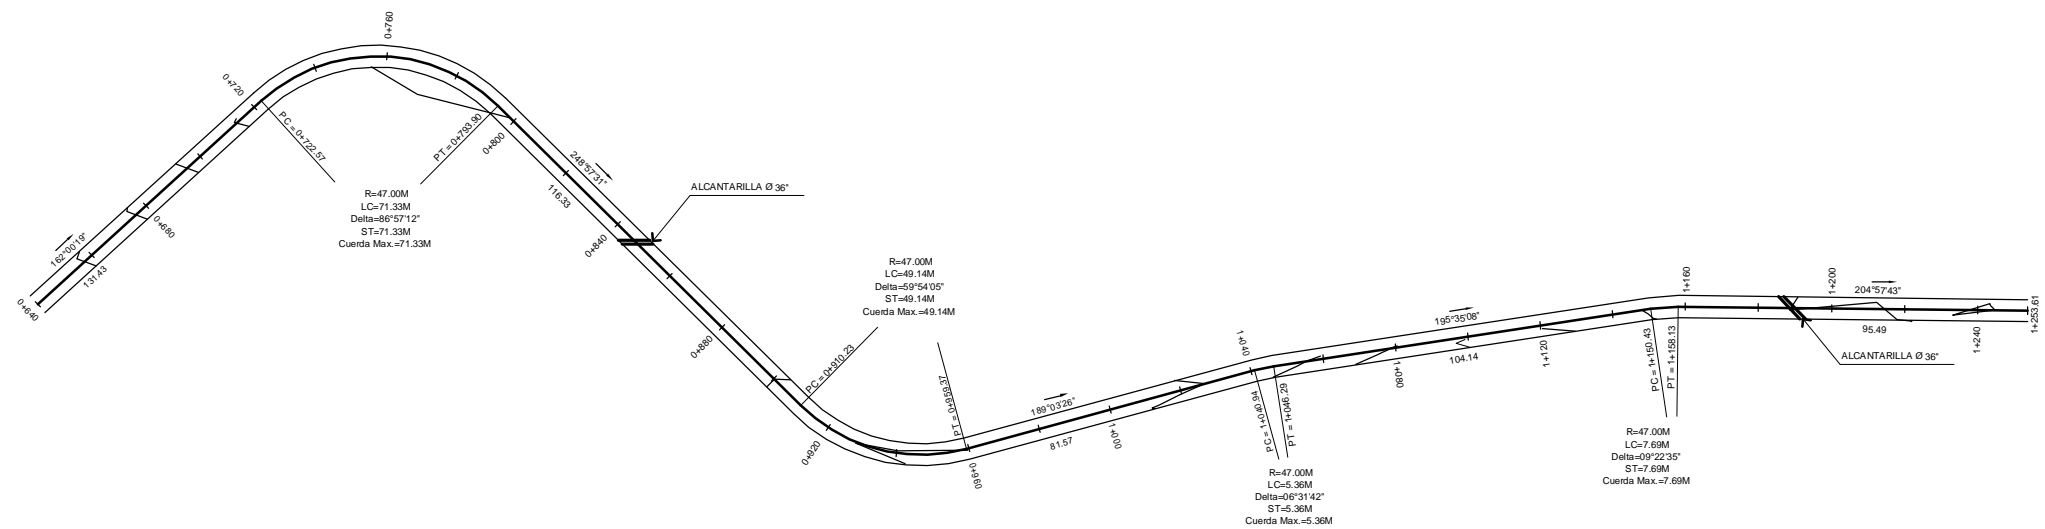 0+640
162°00'19"
131.43
0+680
0+720
PC = 0+722.57
0+760
PT = 0+793.90
0+800
R=47.00M
LC=71.33M
Delta=86°57'12"
ST=71.33M
Cuerda Max.=71.33M
248°57'31"
116.33
ALCANTARILLA Ø 36"
0+840
0+880
PC = 0+910.23
R=47.00M
LC=49.14M
Delta=59°54'05"
ST=49.14M
Cuerda Max.=49.14M
0+920
PT = 0+959.37
0+960
189°03'26"
81.57
1+000
1+040
PC = 1+040.94
PT = 1+046.29
R=47.00M
LC=5.36M
Delta=06°31'42"
ST=5.36M
Cuerda Max.=5.36M
1+080
195°35'08"
104.14
1+120
PC = 1+150.43
PT = 1+158.13
1+160
R=47.00M
LC=7.69M
Delta=09°22'35"
ST=7.69M
Cuerda Max.=7.69M
ALCANTARILLA Ø 36"
1+200
204°57'43"
95.49
1+240
1+253.61